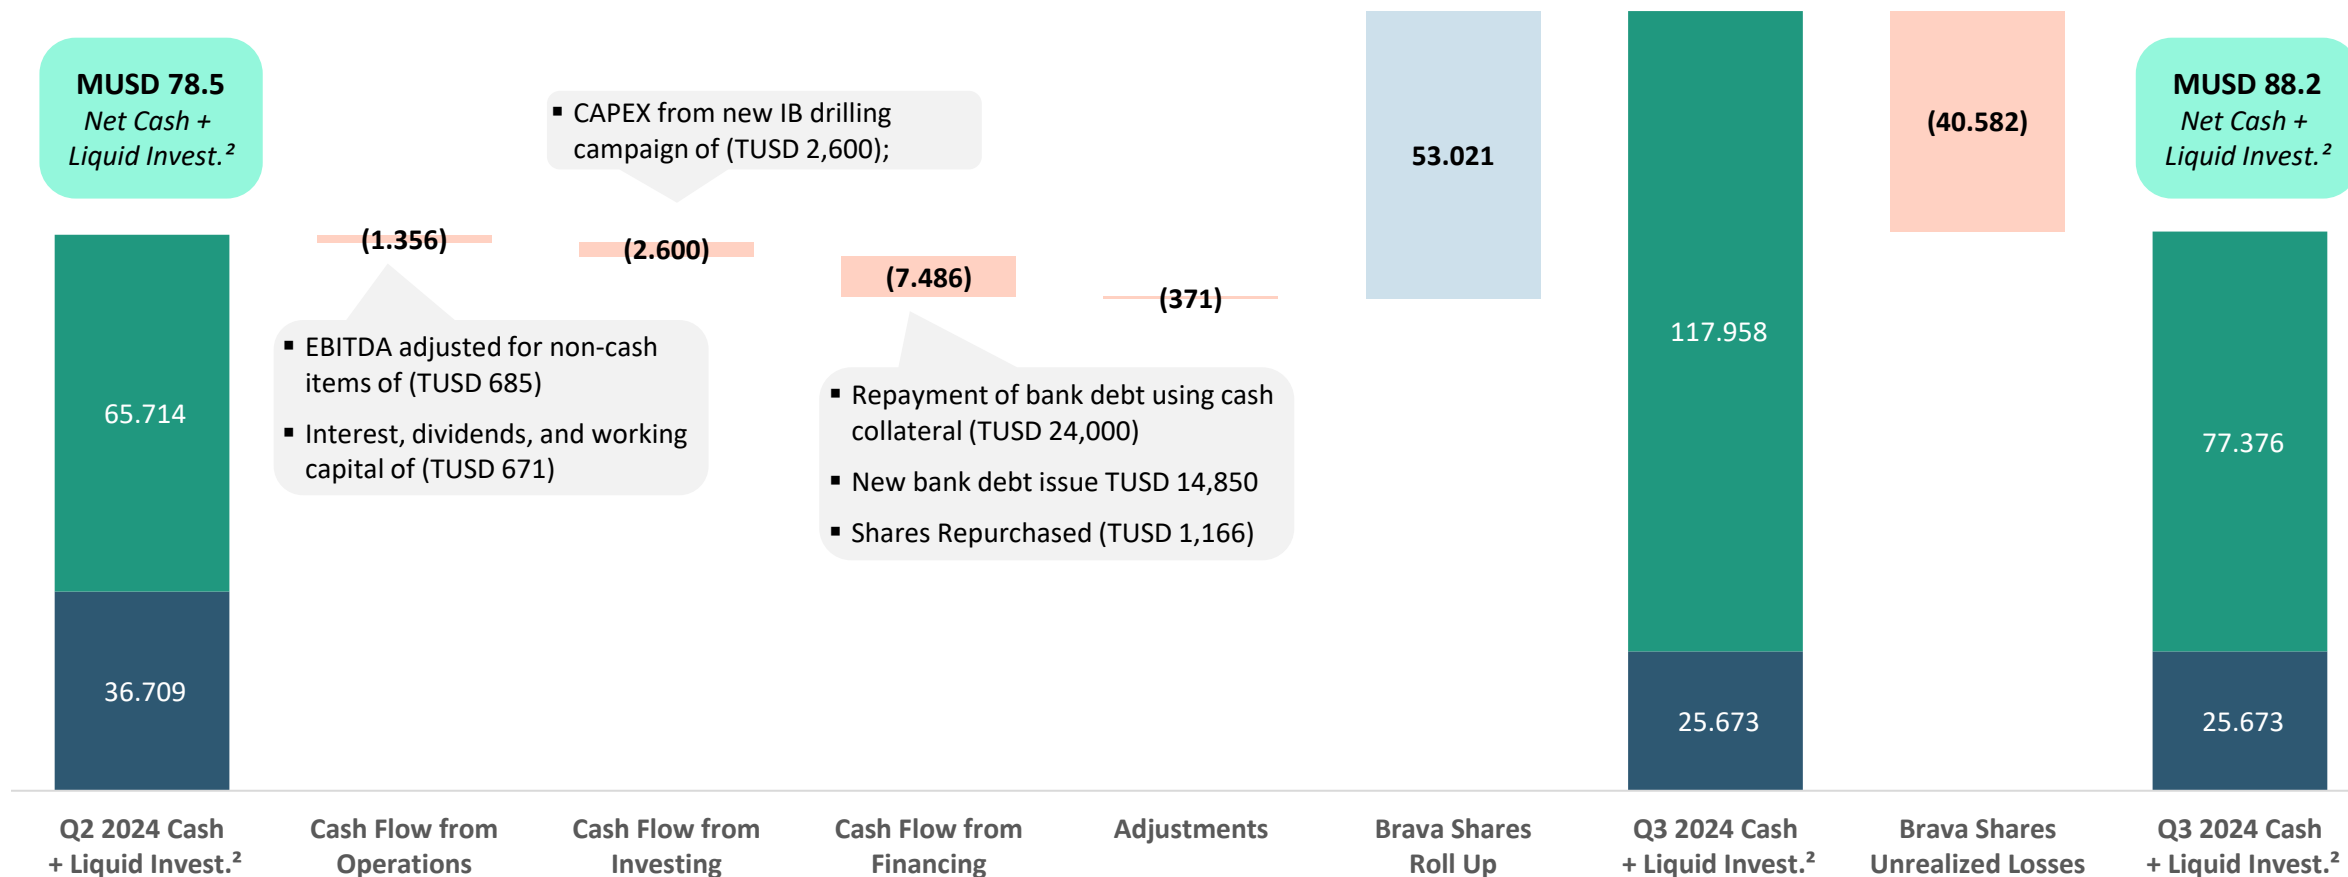 MUSD 78.5
Net Cash +
Liquid Invest.²
▪ CAPEX from new IB drilling
campaign of (TUSD 2,600);
53.021
(40.582)
MUSD 88.2
Net Cash +
Liquid Invest.²
(1.356)
(2.600)
(7.486)
(371)
▪ EBITDA adjusted for non-cash
items of (TUSD 685)
▪ Interest, dividends, and working
capital of (TUSD 671)
▪ Repayment of bank debt using cash
collateral (TUSD 24,000)
▪ New bank debt issue TUSD 14,850
▪ Shares Repurchased (TUSD 1,166)
65.714
36.709
117.958
25.673
77.376
25.673
Q2 2024 Cash
+ Liquid Invest.²
Cash Flow from
Operations
Cash Flow from
Investing
Cash Flow from
Financing
Adjustments
Brava Shares
Roll Up
Q3 2024 Cash
+ Liquid Invest.²
Brava Shares
Unrealized Losses
Q3 2024 Cash
+ Liquid Invest.²